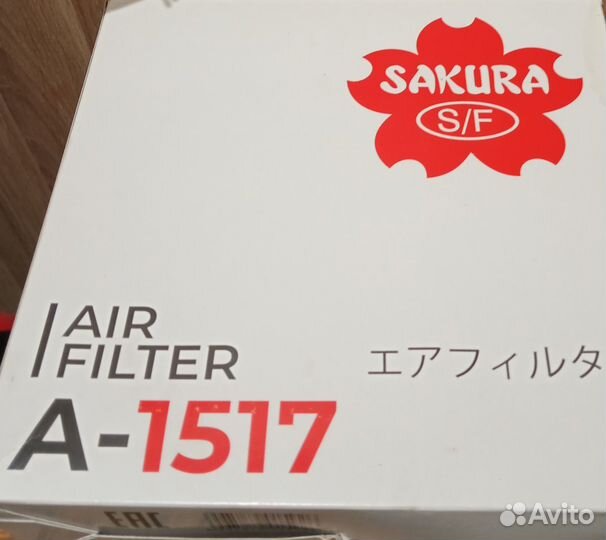 SAKURA
S/F
AIR
FILTER
エアフィルタ
A-1517
EAC
Avito